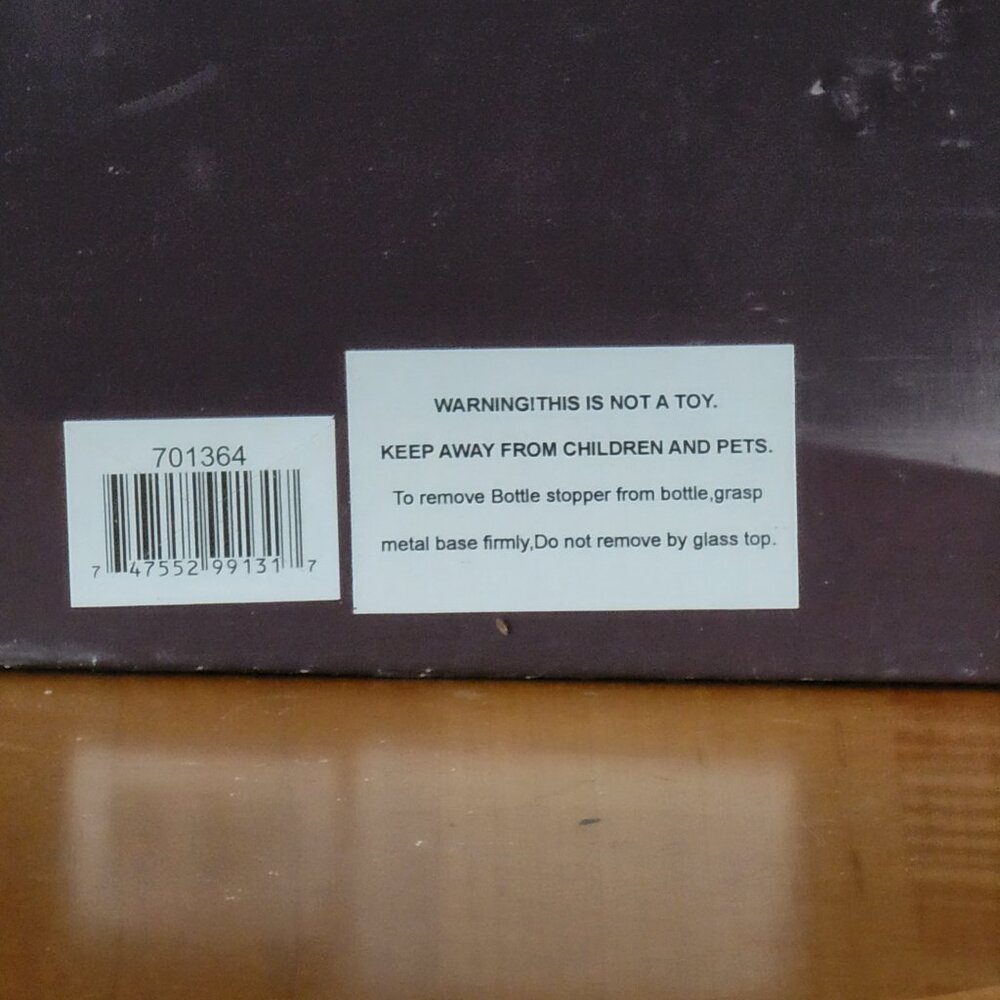 701364
7 47552 99131 7
WARNING!THIS IS NOT A TOY.
KEEP AWAY FROM CHILDREN AND PETS.
To remove Bottle stopper from bottle,grasp
metal base firmly,Do not remove by glass top.